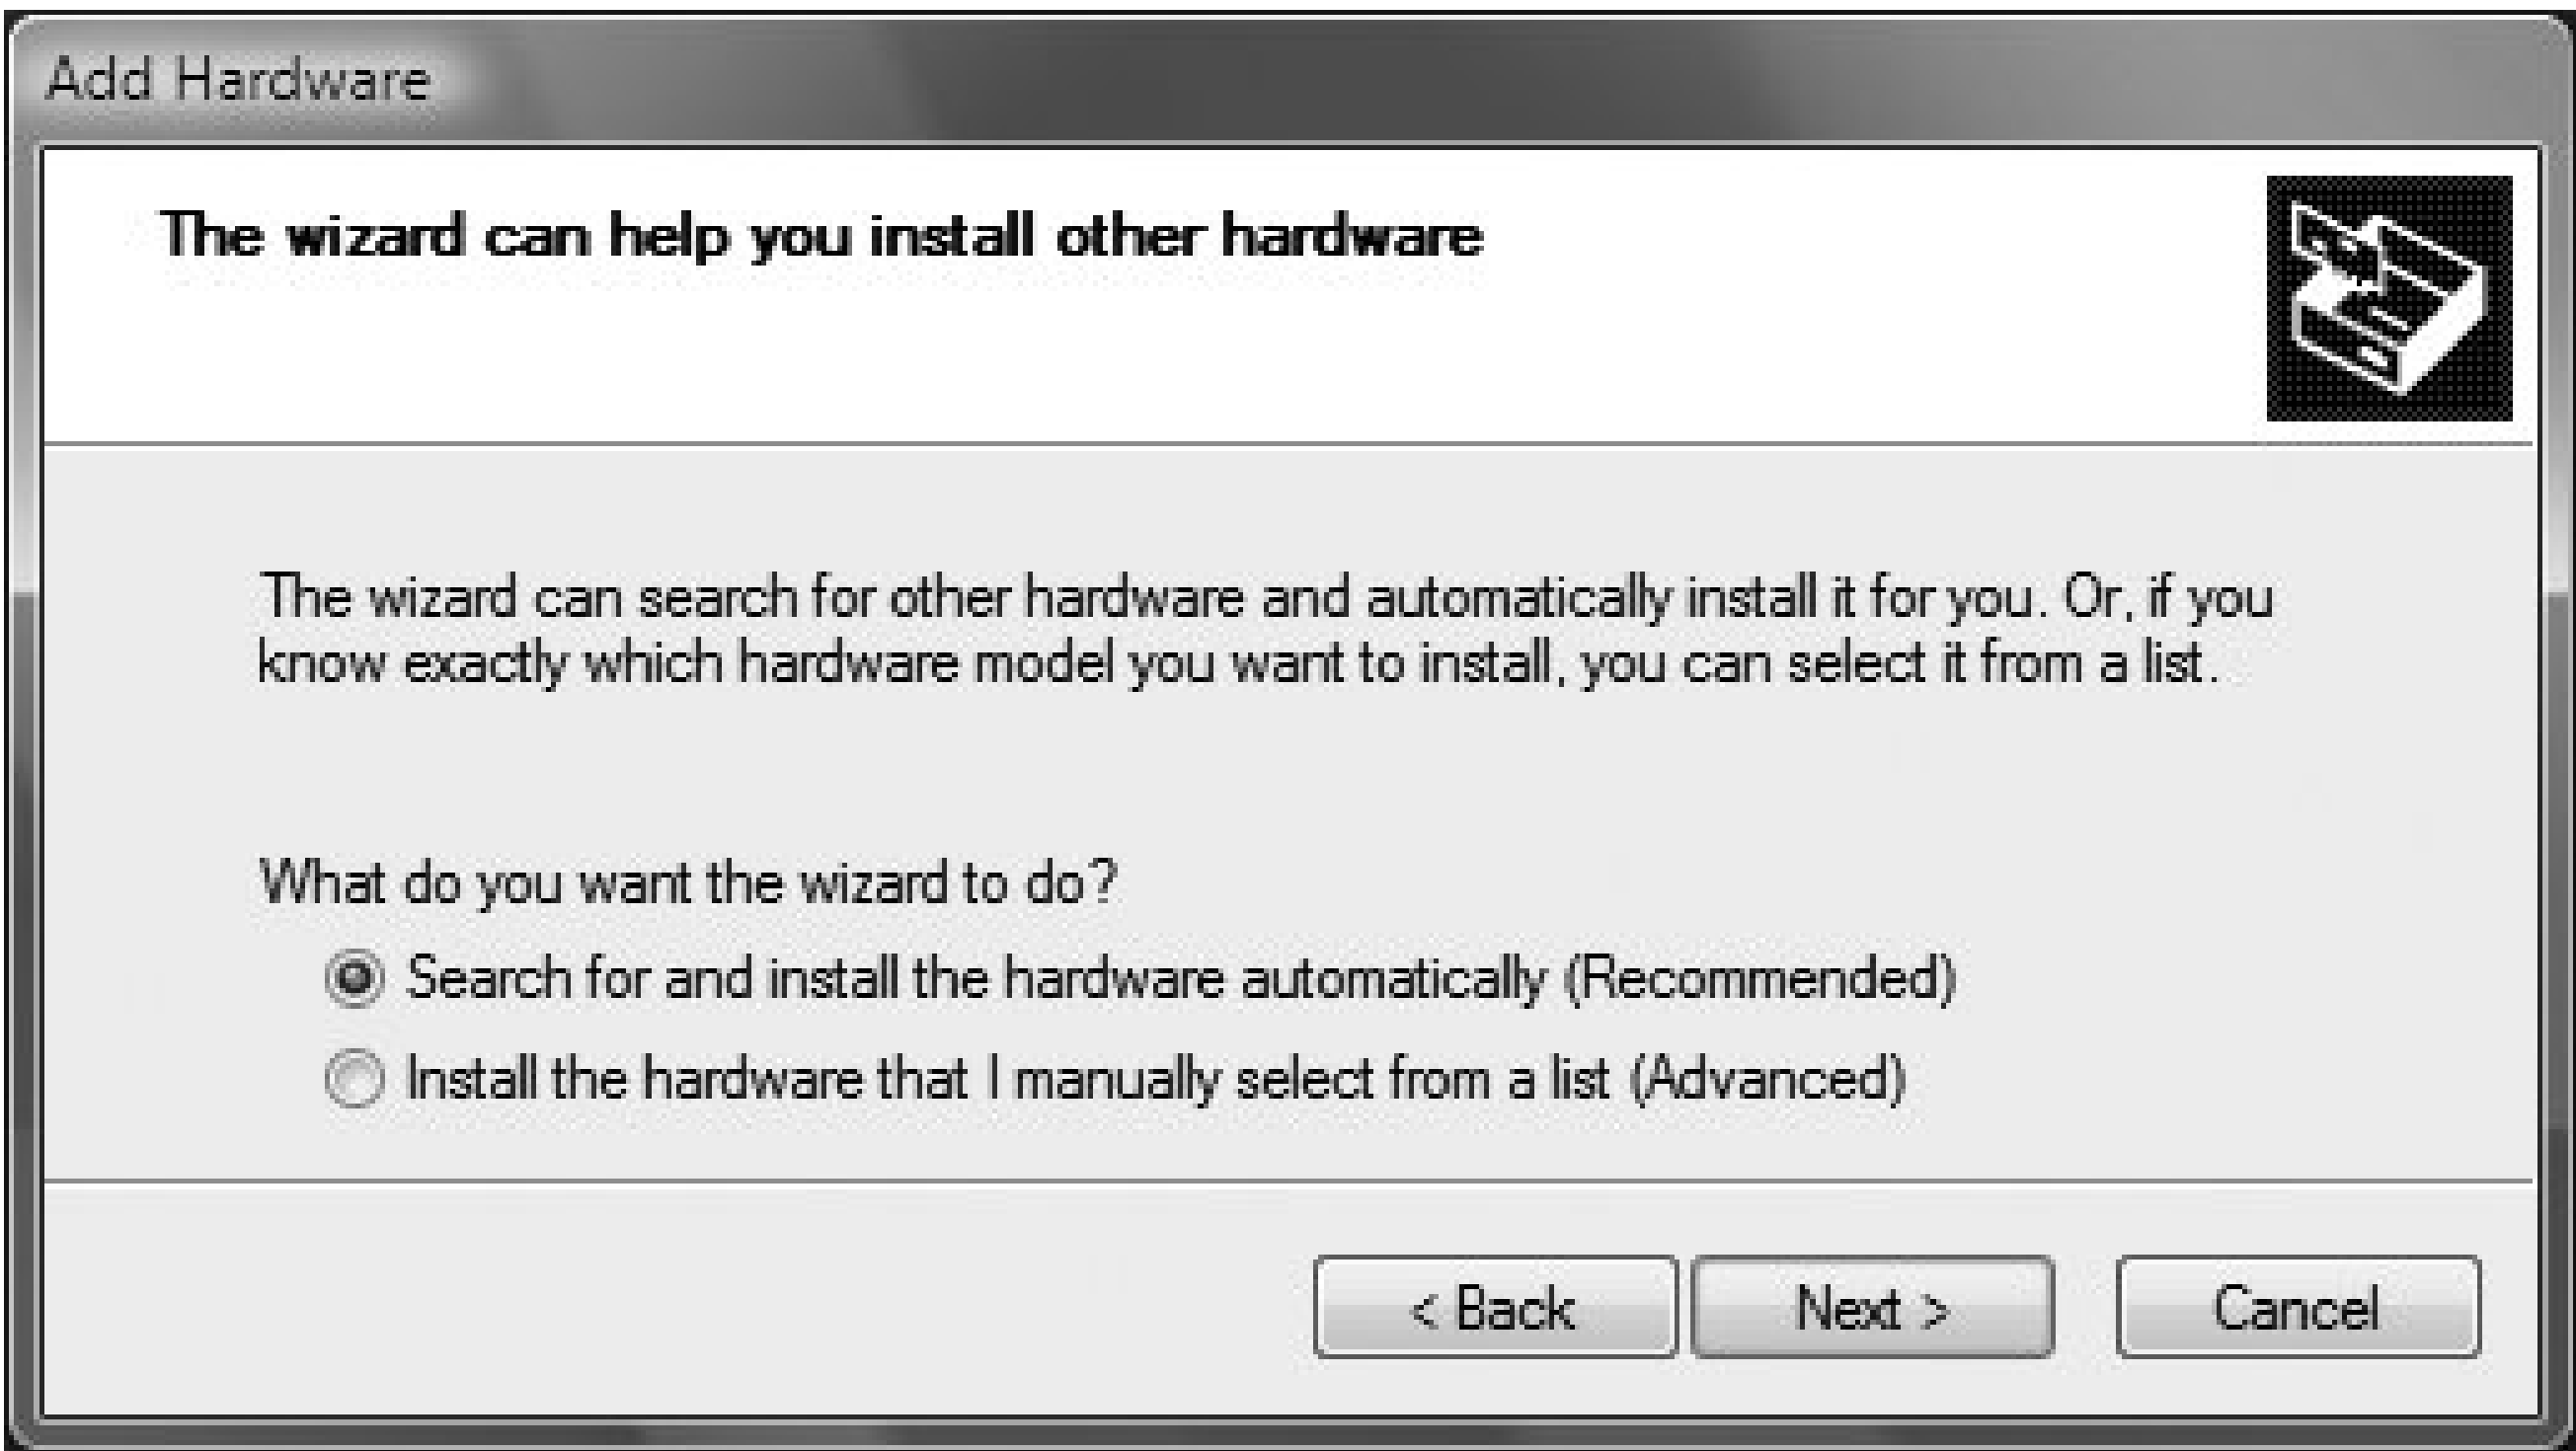 Add Hardware
The wizard can help you install other hardware
The wizard can search for other hardware and automatically install it for you. Or, if you
know exactly which hardware model you want to install, you can select it from a list.
What do you want the wizard to do?
Search for and install the hardware automatically (Recommended)
Install the hardware that I manually select from a list (Advanced)
< Back Next > Cancel